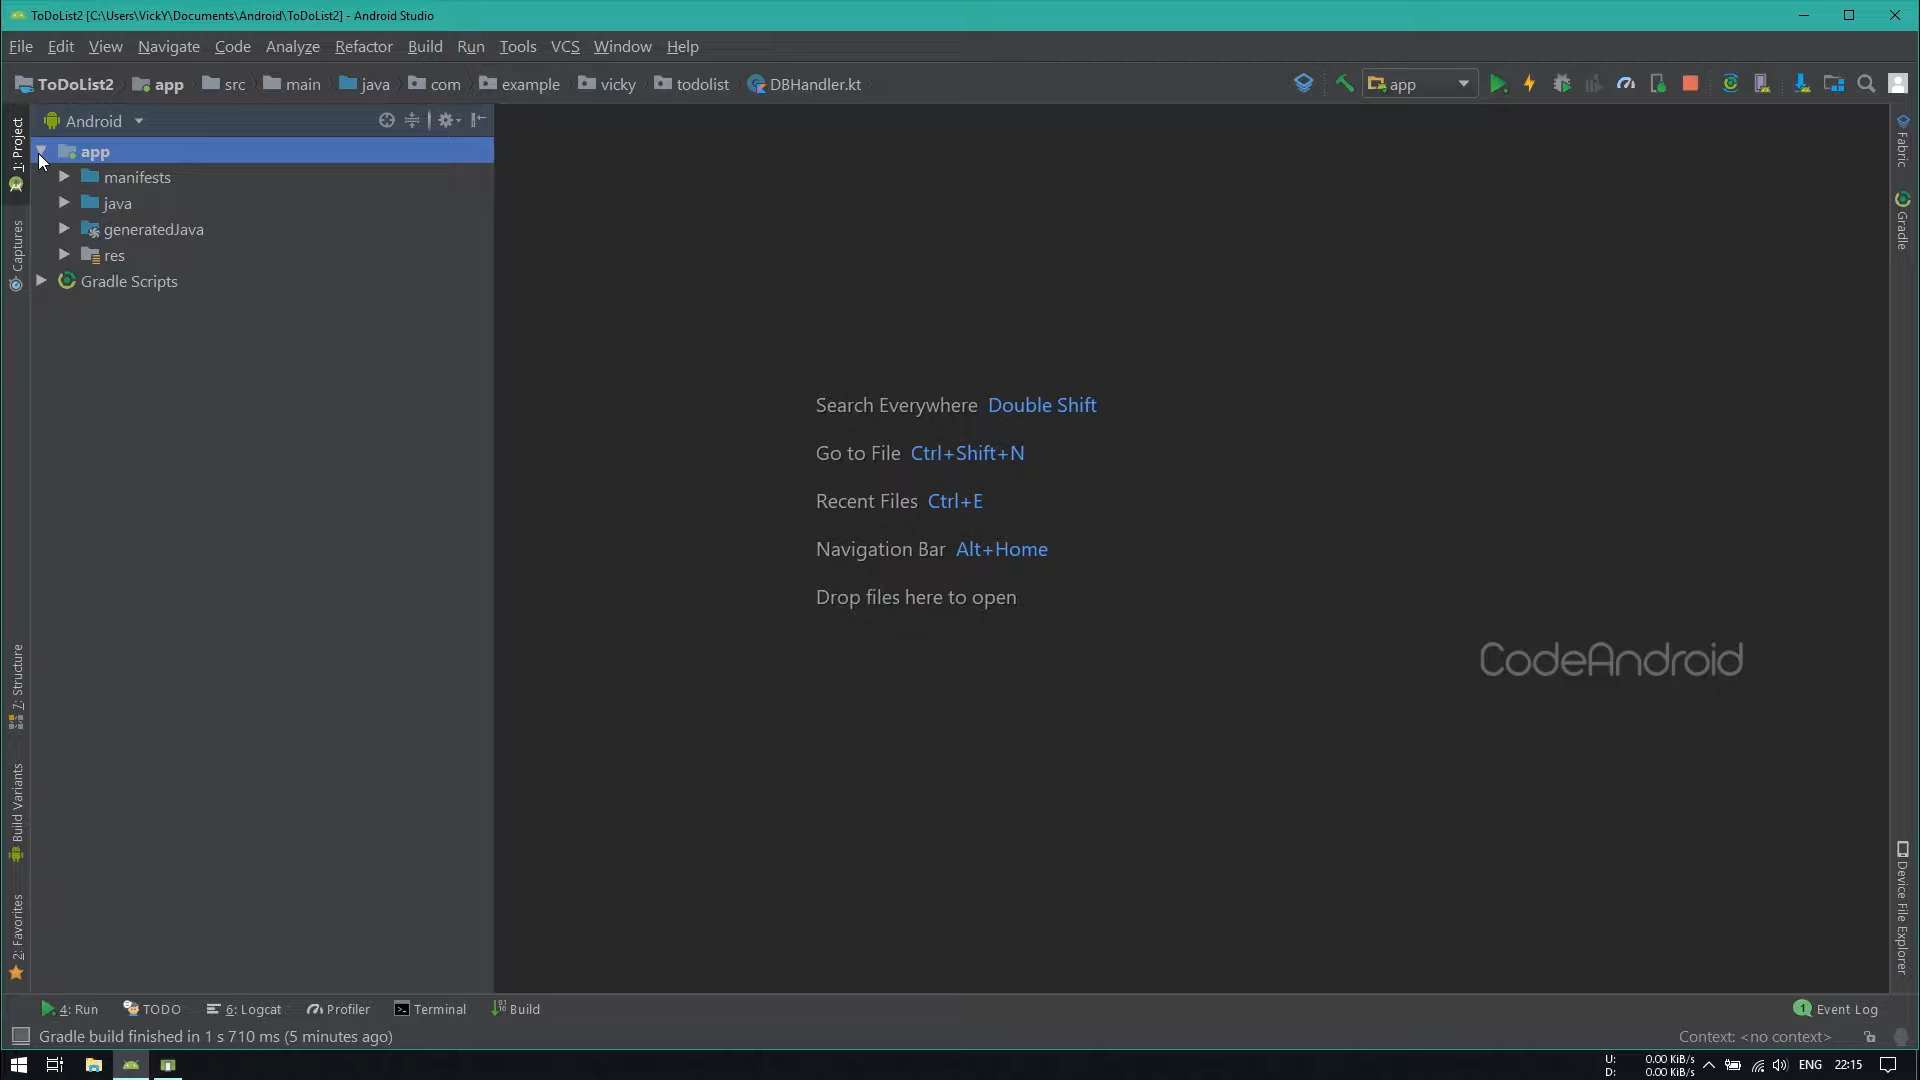 ToDoList2 [C:\Users\VickY\Documents\Android\ToDoList2] - Android Studio
File Edit View Navigate Code Analyze Refactor Build Run Tools VCS Window Help
ToDoList2 app src main java com example vicky todolist DBHandler.kt app
1: Project
Captures
7: Structure
Build Variants
2: Favorites
Android
app
manifests
java
generatedJava
res
Gradle Scripts
Search Everywhere Double Shift
Go to File Ctrl+Shift+N
Recent Files Ctrl+E
Navigation Bar Alt+Home
Drop files here to open
CodeAndroid
Fabric
Gradle
Device File Explorer
4: Run TODO 6: Logcat Profiler Terminal Build 1 Event Log
Gradle build finished in 1 s 710 ms (5 minutes ago) Context: <no context>
U: 0.00 KiB/s
D: 0.00 KiB/s
ENG 22:15